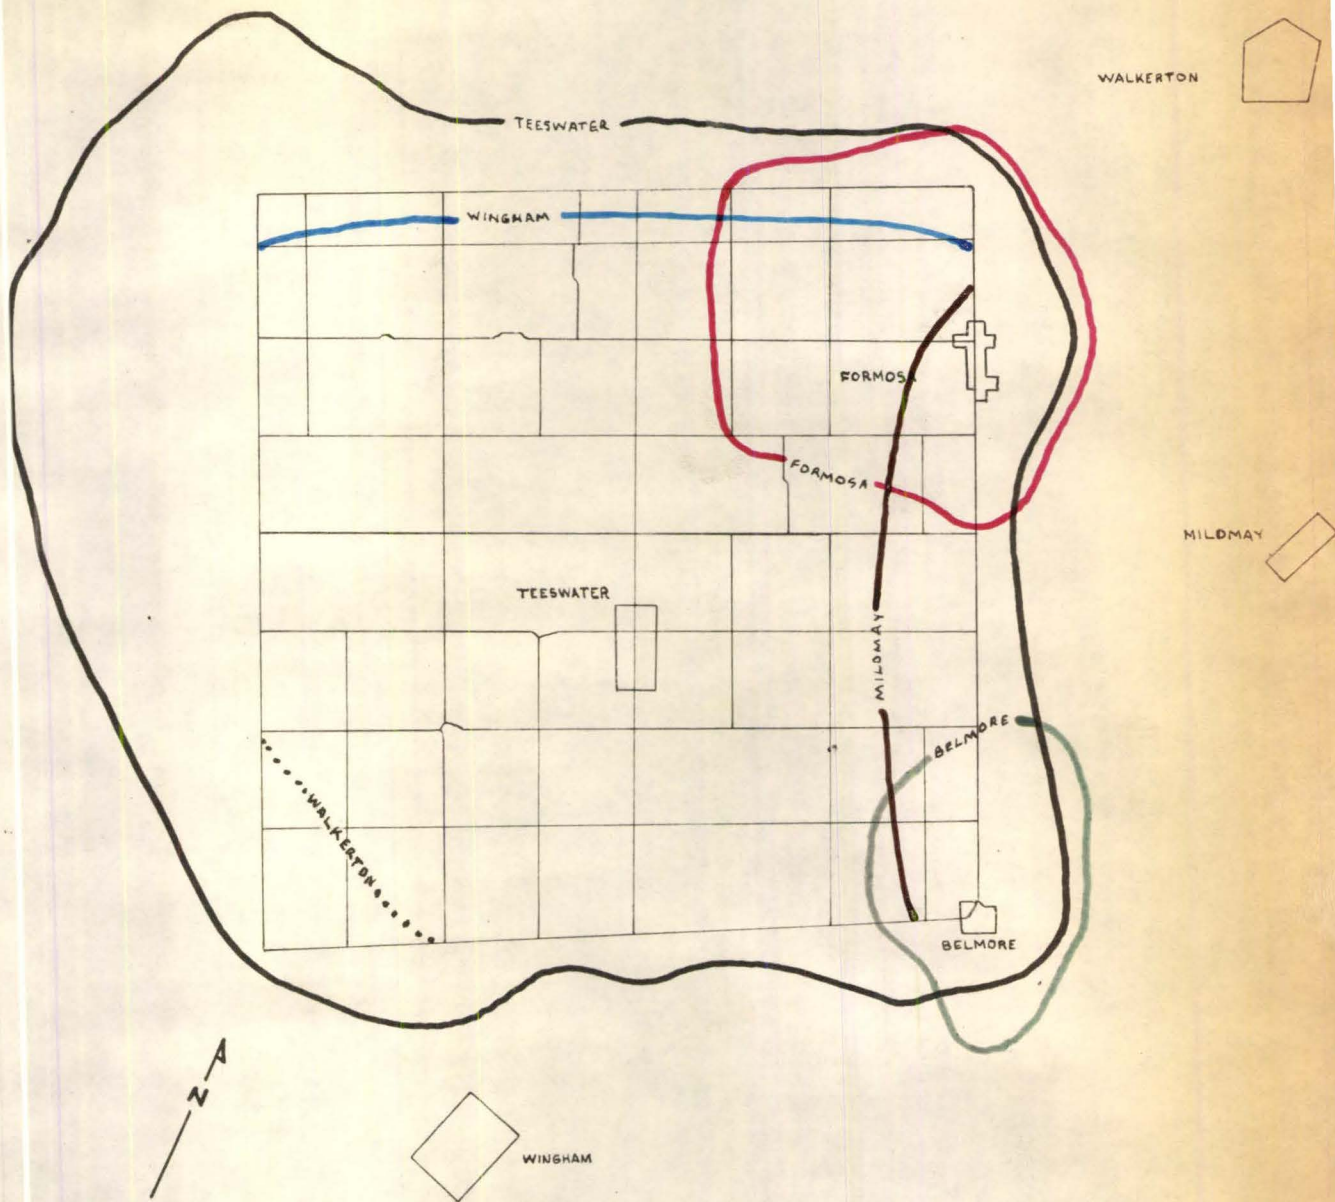 WALKERTON
TEESWATER
WINGHAM
FORMOSA
FORMOSA
MILDMAY
TEESWATER
MILDMAY
BELMORE
WALKERTON
BELMORE
N
WINGHAM